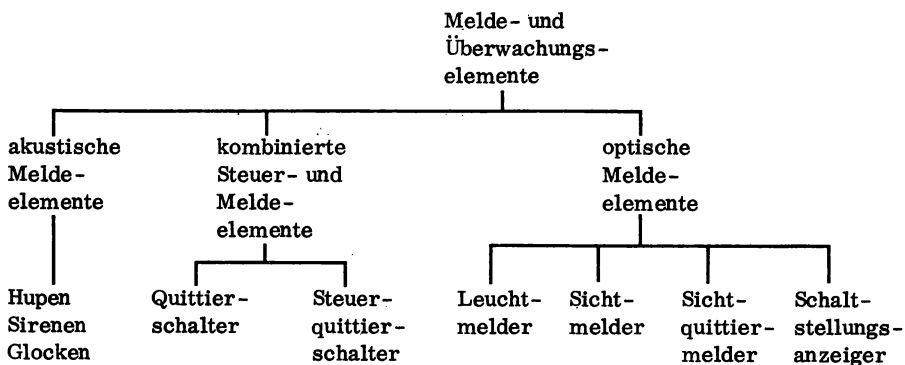 Melde- und
Überwachungs-
elemente
akustische
Melde-
elemente
kombinierte
Steuer- und
Melde-
elemente
optische
Melde-
elemente
Hupen
Sirenen
Glocken
Quittier-
schalter
Steuer-
quittier-
schalter
Leucht-
melder
Sicht-
melder
Sicht-
quittier-
melder
Schalt-
stellungs-
anzeiger